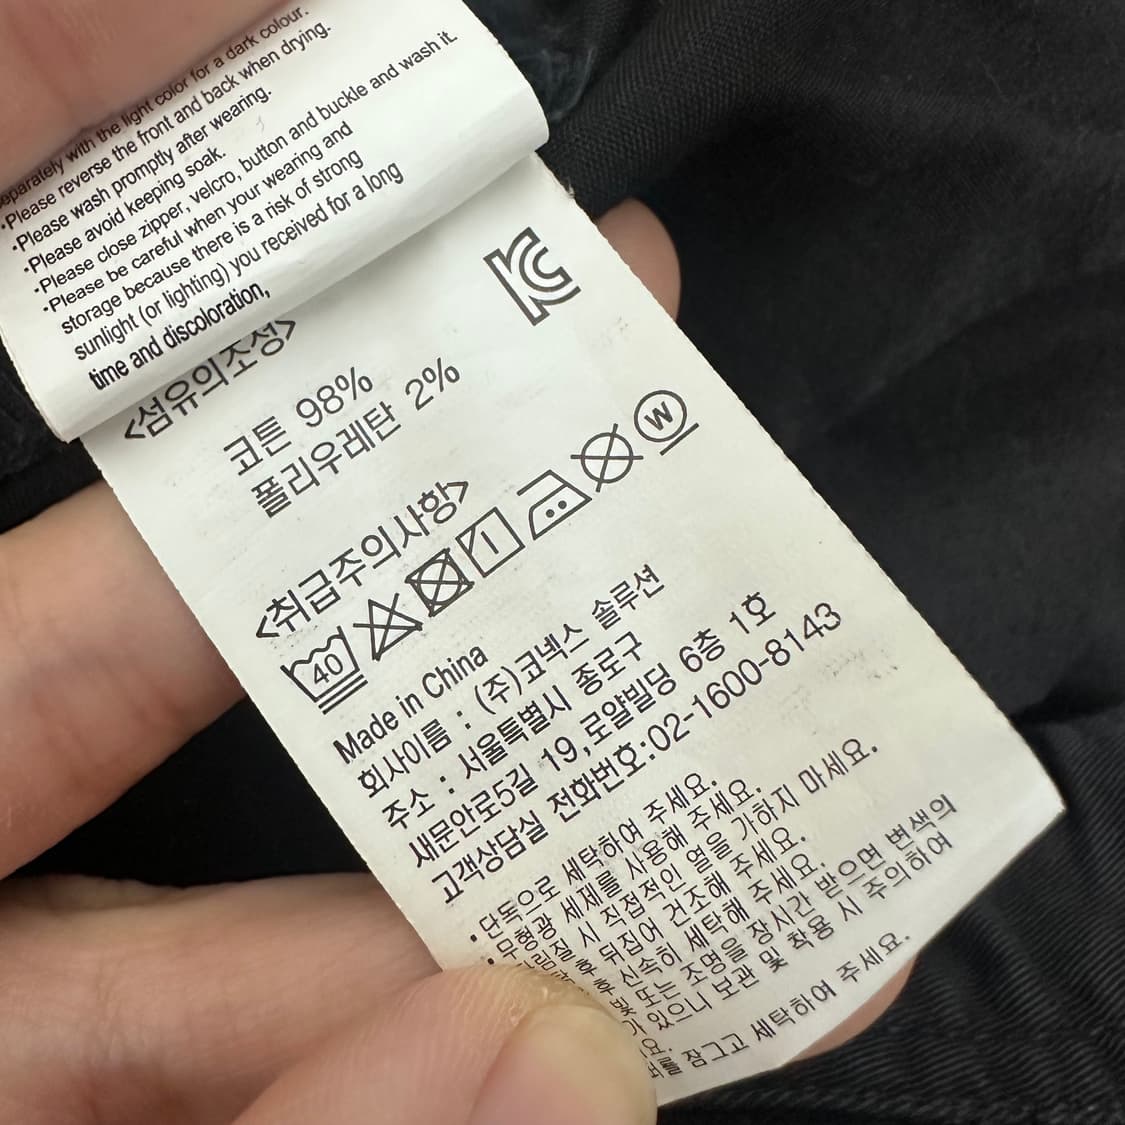 separately with the light color for a dark colour.
·Please reverse the front and back when drying.
·Please wash promptly after wearing.
·Please avoid keeping soak.
·Please close zipper, velcro, button and buckle and wash it.
·Please be careful when your wearing and
storage because there is a risk of strong
sunlight (or lighting) you received for a long
time and discoloration,
KC
<섬유의조성>
코튼 98%
폴리우레탄 2%
<취급주의사항>
40
W
Made in China
회사이름 : (주)코넥스 솔루션
주소 : 서울특별시 종로구
새문안로5길 19,로얄빌딩 6층 1호
고객상담실 전화번호:02-1600-8143
·단독으로 세탁하여 주세요.
·무형광 세제를 사용해 주세요.
시 직접적인 열을 가하지 마세요.
후 뒤집어 건조해 주세요.
후 신속히 세탁해 주세요.
빛 또는 조명을 장시간 받으면 변색의
가 있으니 보관 및 착용 시 주의하여
잠그고 세탁하여 주세요.